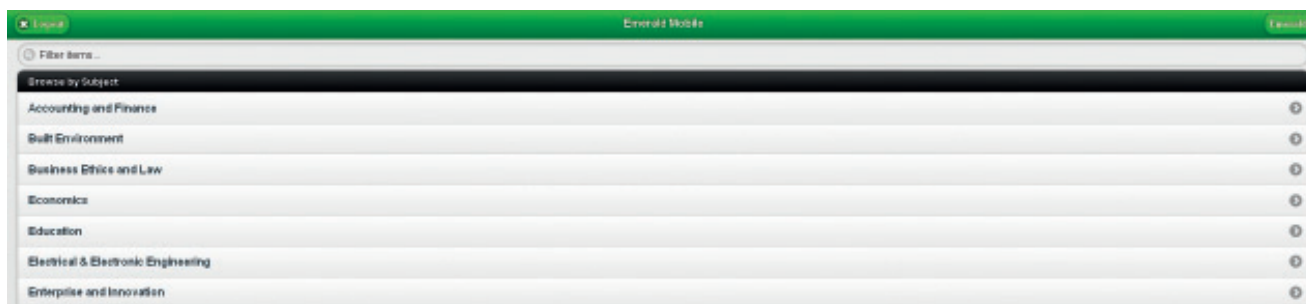 Logout Emerald Mobile
Filter items...
Browse by Subject
Accounting and Finance
Built Environment
Business Ethics and Law
Economics
Education
Electrical & Electronic Engineering
Enterprise and Innovation